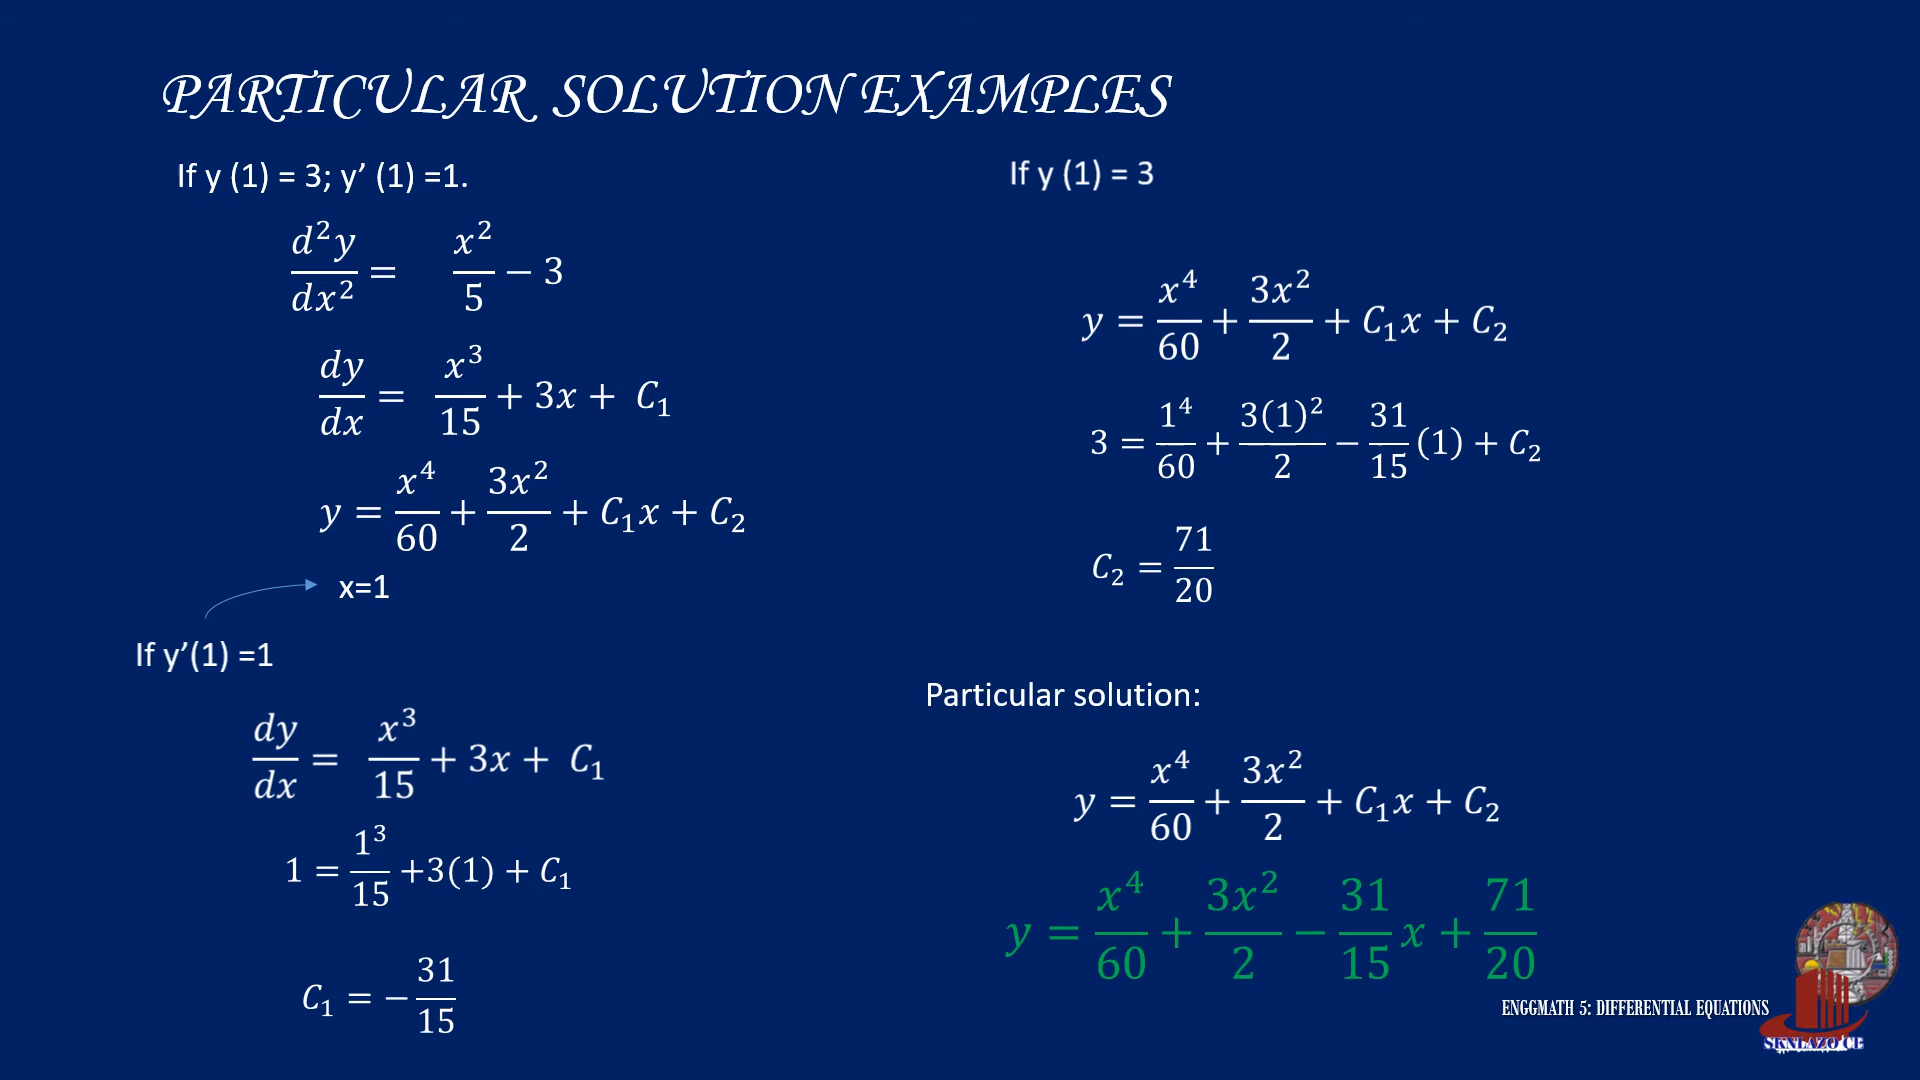 PARTICULAR SOLUTION EXAMPLES
If y (1) = 3; y’ (1) =1.
d²y/dx² = x²/5 − 3
dy/dx = x³/15 + 3x + C₁
y = x⁴/60 + 3x²/2 + C₁x + C₂
x=1
If y’(1) =1
dy/dx = x³/15 + 3x + C₁
1 = 1³/15 +3(1) + C₁
C₁ = − 31/15
If y (1) = 3
y = x⁴/60 + 3x²/2 + C₁x + C₂
3 = 1⁴/60 + 3(1)²/2 − 31/15 (1) + C₂
C₂ = 71/20
Particular solution:
y = x⁴/60 + 3x²/2 + C₁x + C₂
y = x⁴/60 + 3x²/2 − 31/15 x + 71/20
ENGGMATH 5: DIFFERENTIAL EQUATIONS